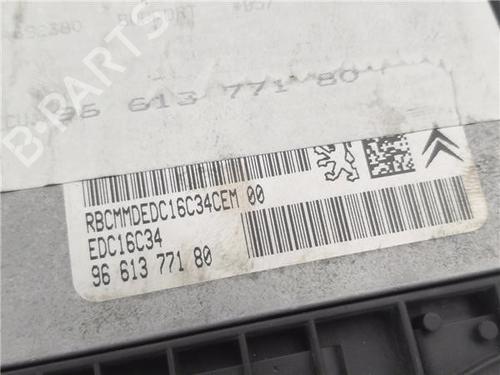 96 613 771 80
RBCMMDEDC16C34CEM 00
EDC16C34
96 613 771 80
B-PARTS